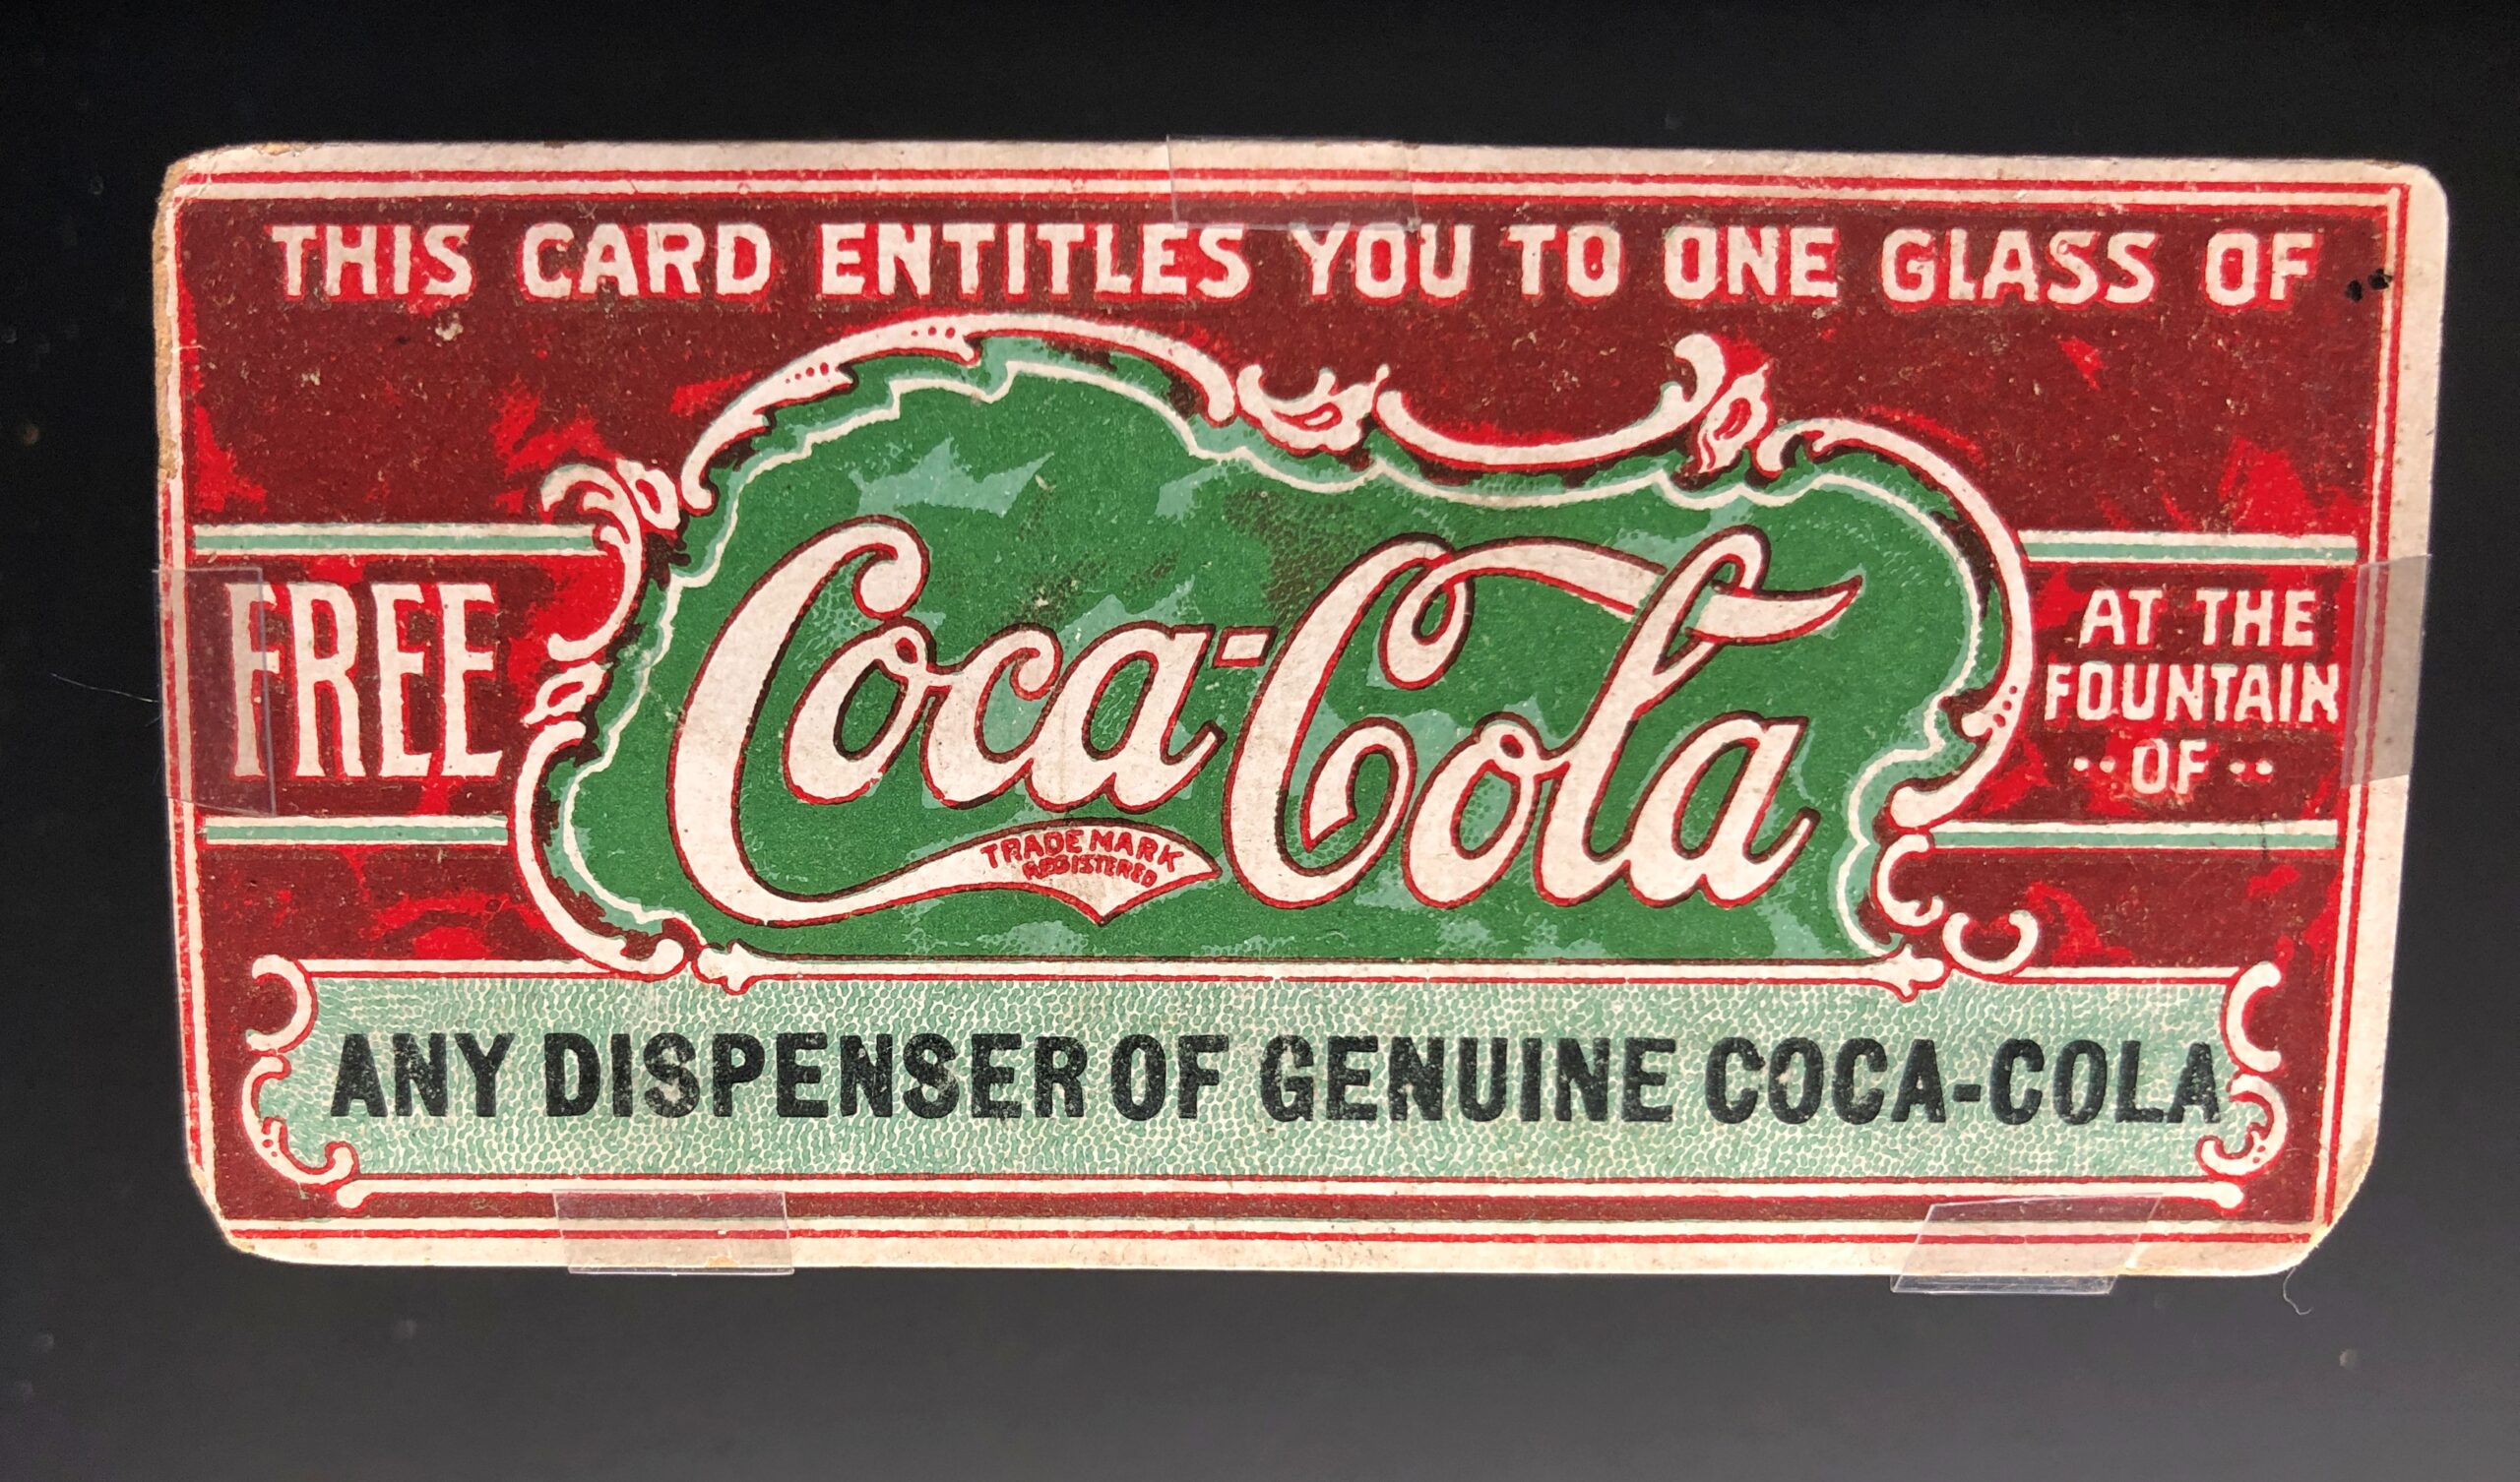 THIS CARD ENTITLES YOU TO ONE GLASS OF
FREE
Coca-Cola
TRADE MARK
REGISTERED
AT THE
FOUNTAIN
·· OF ··
ANY DISPENSER OF GENUINE COCA-COLA